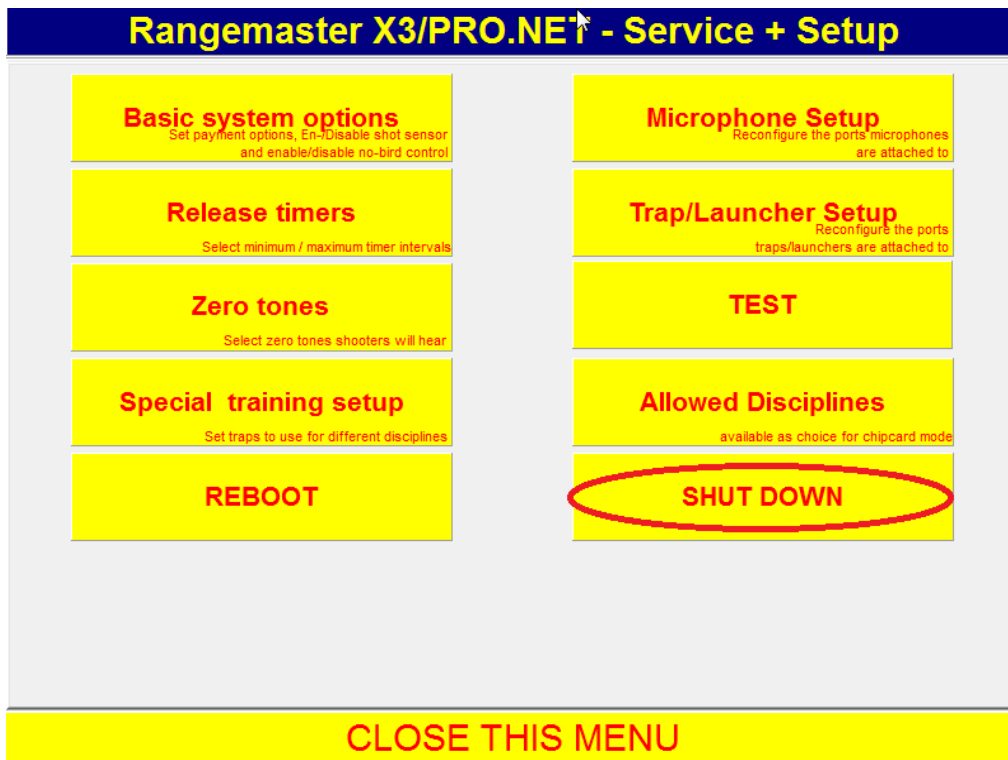 Rangemaster X3/PRO.NET - Service + Setup
Basic system options
Set payment options, En-/Disable shot sensor
and enable/disable no-bird control
Microphone Setup
Reconfigure the ports microphones
are attached to
Release timers
Select minimum / maximum timer intervals
Trap/Launcher Setup
Reconfigure the ports
traps/launchers are attached to
Zero tones
Select zero tones shooters will hear
TEST
Special training setup
Set traps to use for different disciplines
Allowed Disciplines
available as choice for chipcard mode
REBOOT
SHUT DOWN
CLOSE THIS MENU